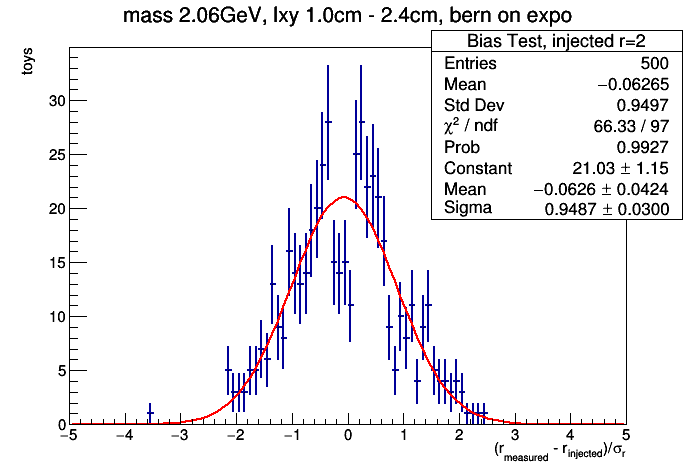 mass 2.06GeV, lxy 1.0cm - 2.4cm, bern on expo
Bias Test, injected r=2
Entries 500
Mean −0.06265
Std Dev 0.9497
χ² / ndf 66.33 / 97
Prob 0.9927
Constant 21.03 ± 1.15
Mean −0.0626 ± 0.0424
Sigma 0.9487 ± 0.0300
toys
30
25
20
15
10
5
0
−5 −4 −3 −2 −1 0 1 2 3 4 5
(r_measured - r_injected)/σ_r